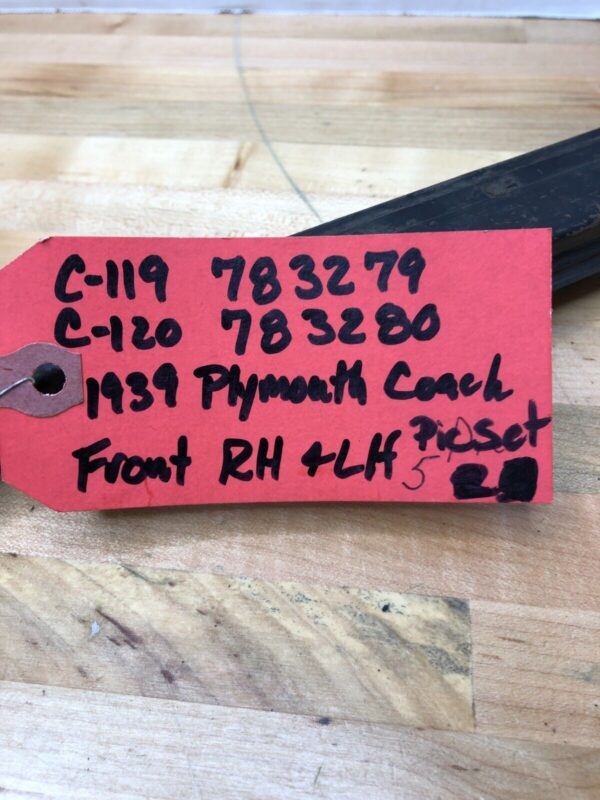 C-119 783279
C-120 783280
1939 Plymouth Coach
Front RH + LH Pic Set
5